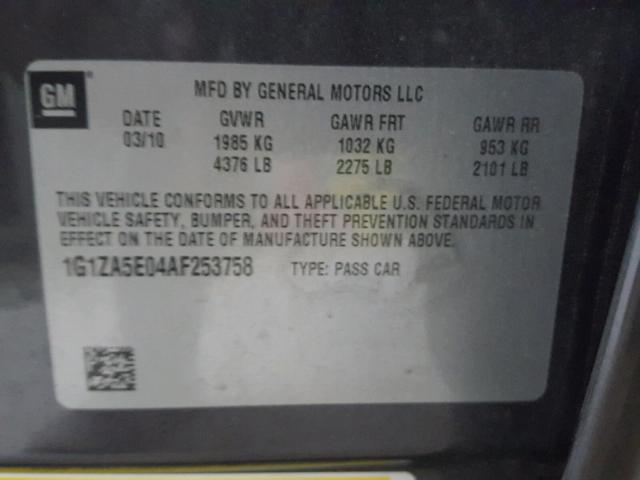 GM
MFD BY GENERAL MOTORS LLC
DATE GVWR GAWR FRT GAWR RR
03/10 1985 KG 1032 KG 953 KG
4376 LB 2275 LB 2101 LB
THIS VEHICLE CONFORMS TO ALL APPLICABLE U.S. FEDERAL MOTOR
VEHICLE SAFETY, BUMPER, AND THEFT PREVENTION STANDARDS IN
EFFECT ON THE DATE OF MANUFACTURE SHOWN ABOVE.
1G1ZA5E04AF253758 TYPE: PASS CAR